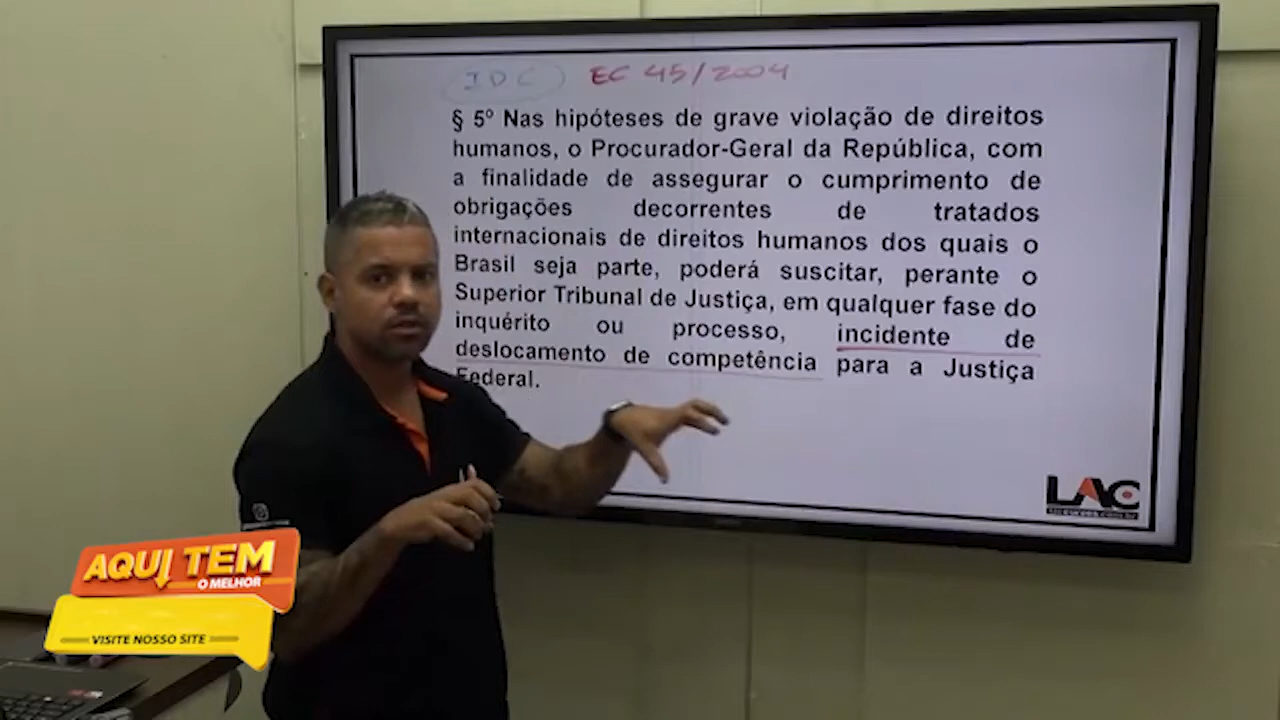 IDC EC 45/2004
§ 5º Nas hipóteses de grave violação de direitos
humanos, o Procurador-Geral da República, com
a finalidade de assegurar o cumprimento de
obrigações decorrentes de tratados
internacionais de direitos humanos dos quais o
Brasil seja parte, poderá suscitar, perante o
Superior Tribunal de Justiça, em qualquer fase do
inquérito ou processo, incidente de
deslocamento de competência para a Justiça
Federal.
LAC
AQUI TEM
O MELHOR
VISITE NOSSO SITE